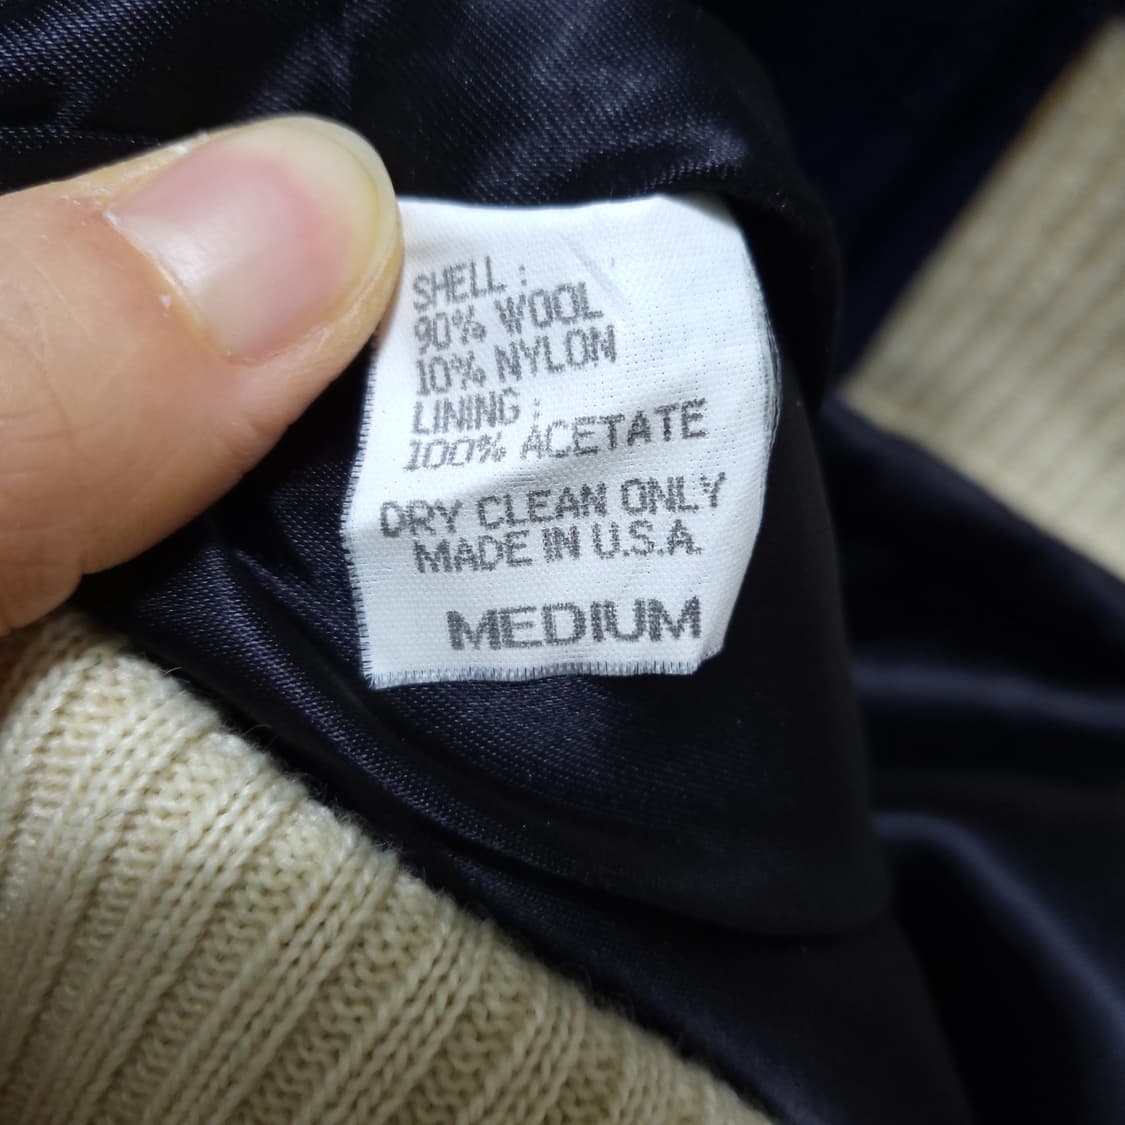 SHELL :
90% WOOL
10% NYLON
LINING :
100% ACETATE
DRY CLEAN ONLY
MADE IN U.S.A.
MEDIUM